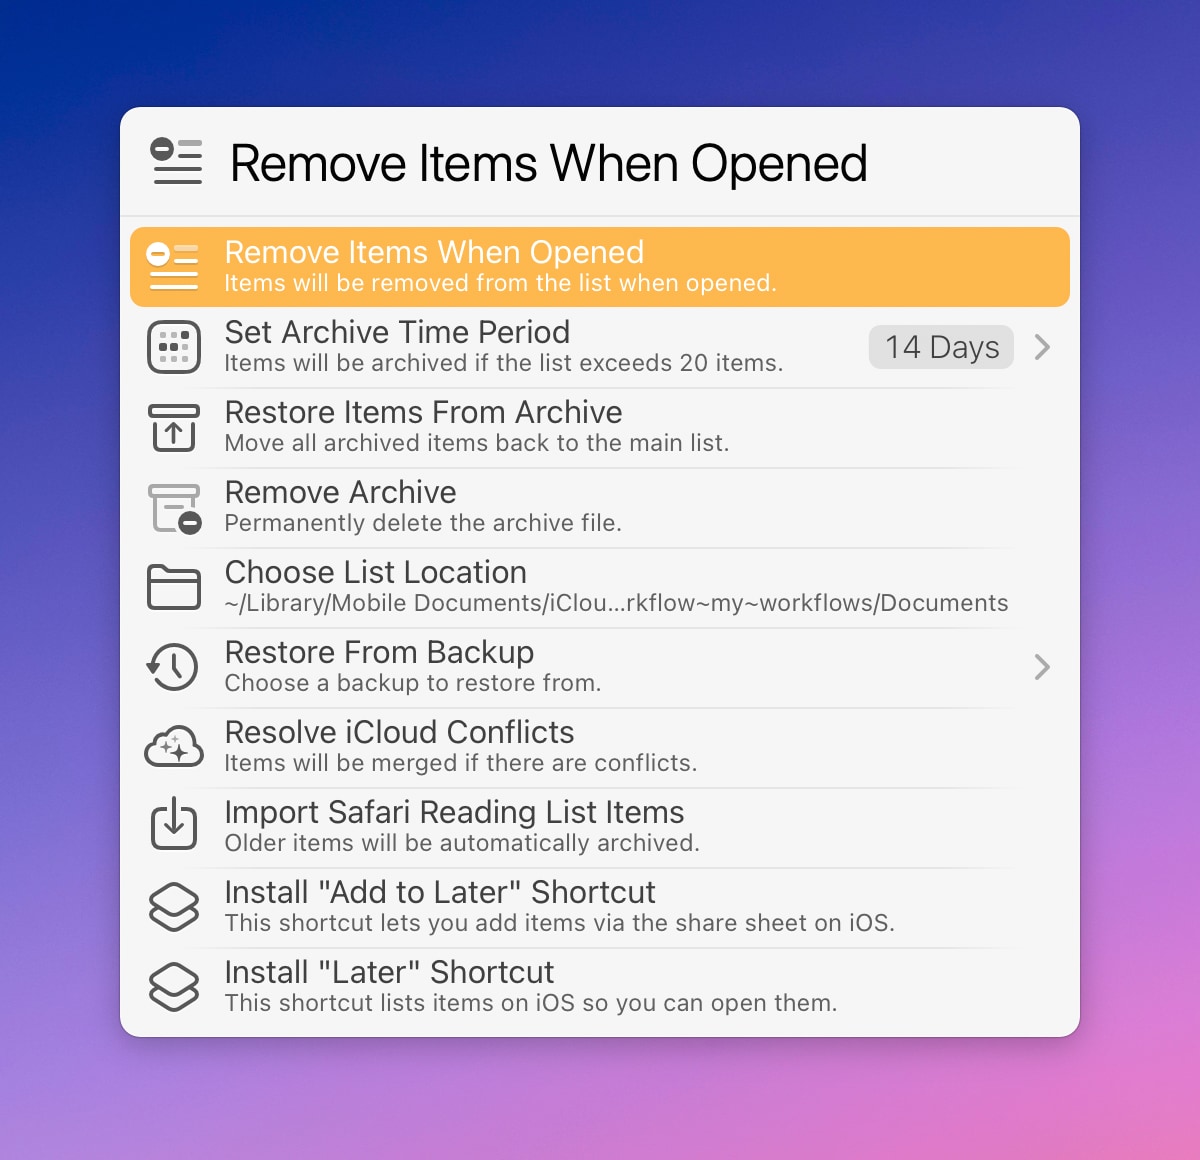 Remove Items When Opened
Remove Items When Opened
Items will be removed from the list when opened.
Set Archive Time Period
Items will be archived if the list exceeds 20 items.
14 Days
Restore Items From Archive
Move all archived items back to the main list.
Remove Archive
Permanently delete the archive file.
Choose List Location
~/Library/Mobile Documents/iClou...rkflow~my~workflows/Documents
Restore From Backup
Choose a backup to restore from.
Resolve iCloud Conflicts
Items will be merged if there are conflicts.
Import Safari Reading List Items
Older items will be automatically archived.
Install "Add to Later" Shortcut
This shortcut lets you add items via the share sheet on iOS.
Install "Later" Shortcut
This shortcut lists items on iOS so you can open them.